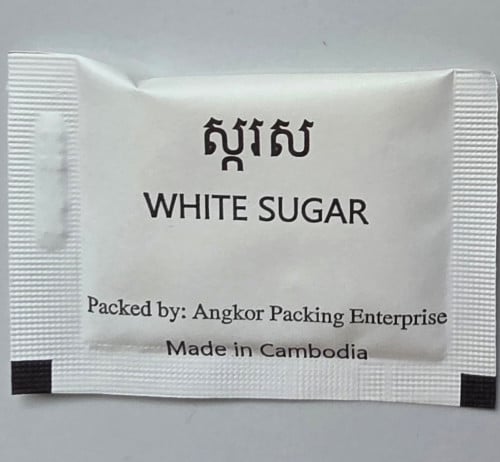 ស្ករស
WHITE SUGAR
Packed by: Angkor Packing Enterprise
Made in Cambodia